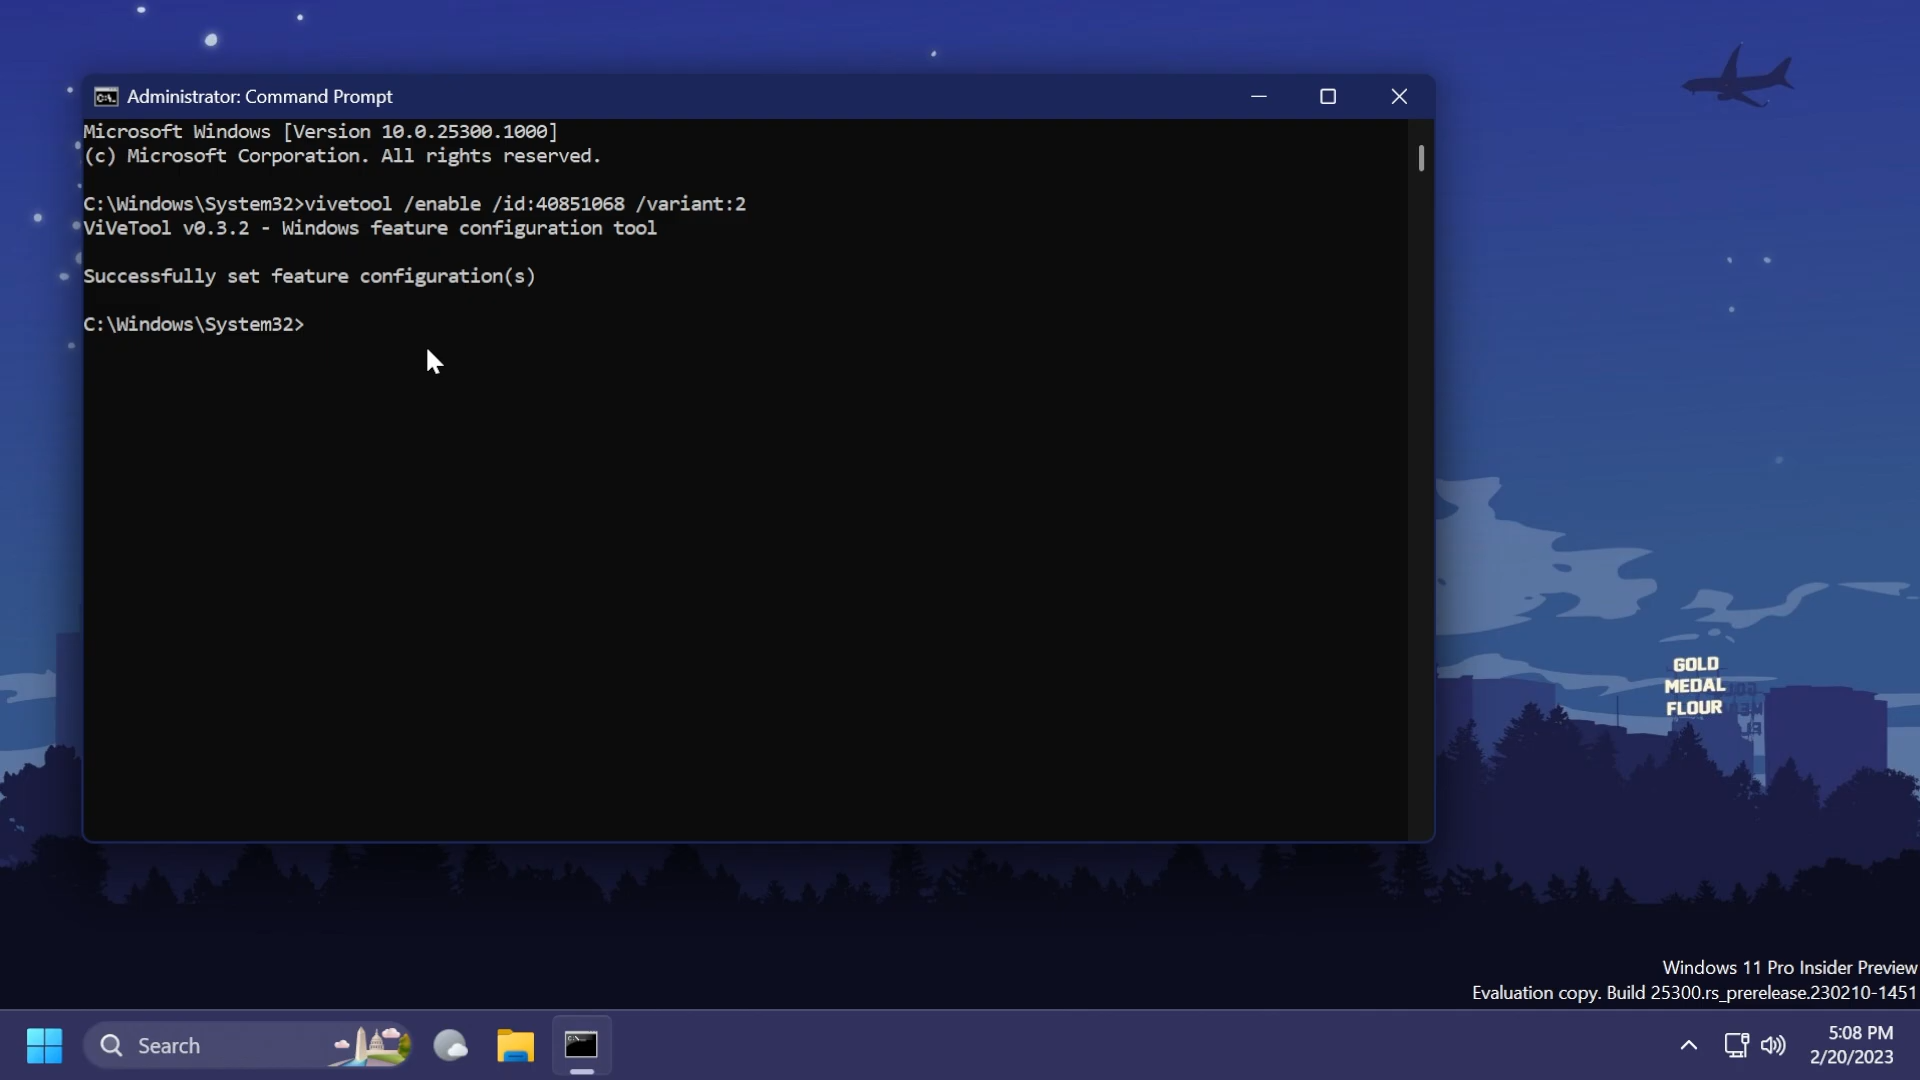 Administrator: Command Prompt
Microsoft Windows [Version 10.0.25300.1000]
(c) Microsoft Corporation. All rights reserved.
C:\Windows\System32>vivetool /enable /id:40851068 /variant:2
ViVeTool v0.3.2 - Windows feature configuration tool
Successfully set feature configuration(s)
C:\Windows\System32>
GOLD
MEDAL
FLOUR
Windows 11 Pro Insider Preview
Evaluation copy. Build 25300.rs_prerelease.230210-1451
Search
5:08 PM
2/20/2023